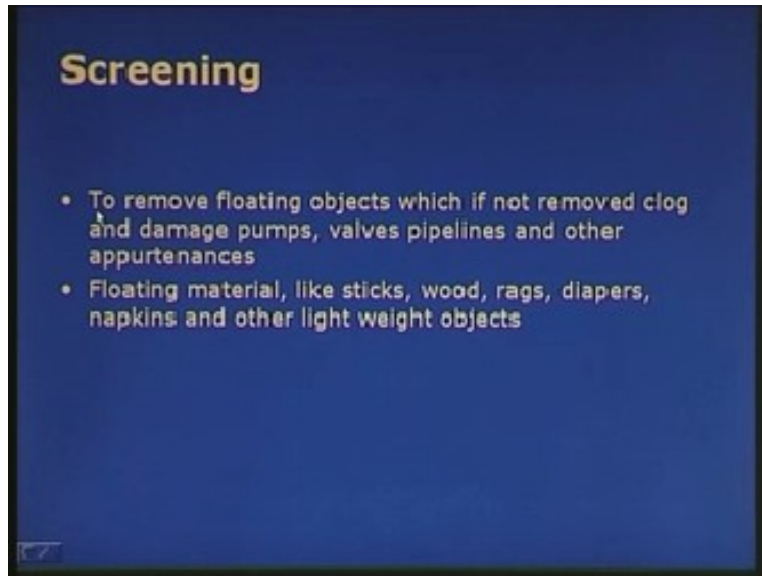 Screening
• To remove floating objects which if not removed clog
and damage pumps, valves pipelines and other
appurtenances
• Floating material, like sticks, wood, rags, diapers,
napkins and other light weight objects